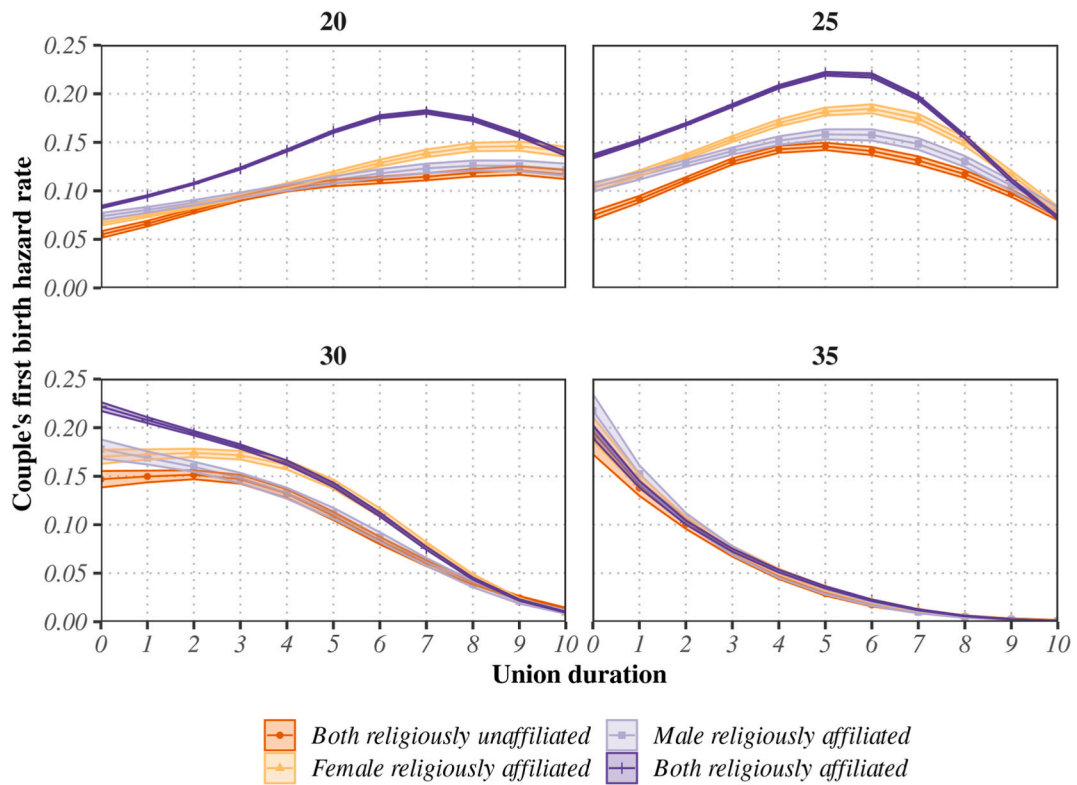 20
25
0.25
0.20
0.15
0.10
0.05
0.00
Couple's first birth hazard rate
30
35
0.25
0.20
0.15
0.10
0.05
0.00
0 1 2 3 4 5 6 7 8 9 10
0 1 2 3 4 5 6 7 8 9 10
Union duration
Both religiously unaffiliated
Male religiously affiliated
Female religiously affiliated
Both religiously affiliated